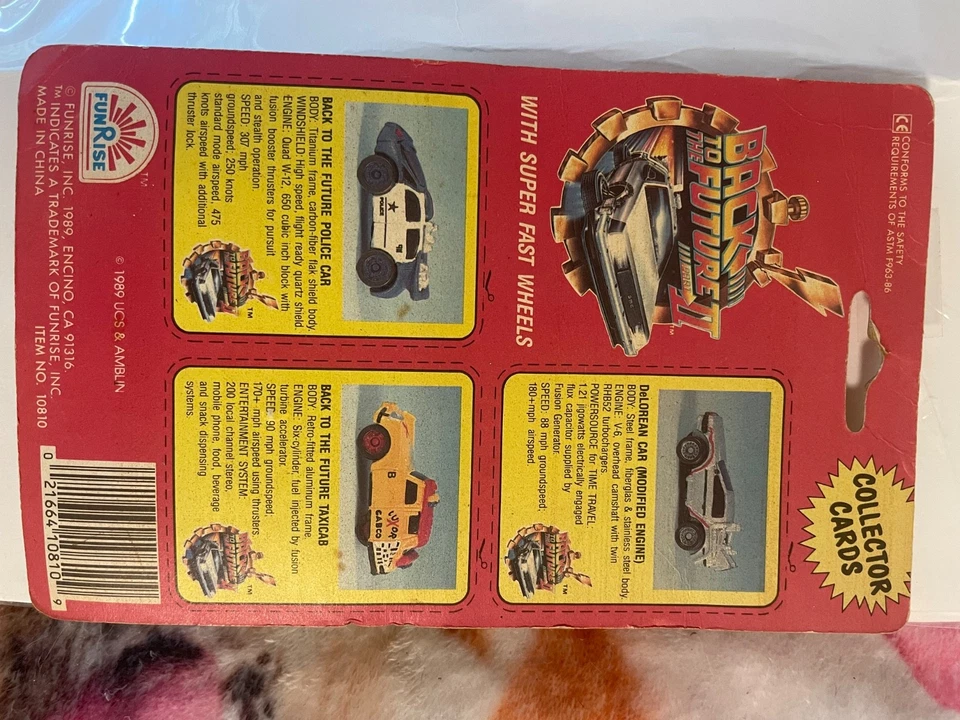 CE CONFORMS TO THE SAFETY
REQUIREMENTS OF ASTM F963-86
COLLECTOR
CARDS
BACK
TO THE FUTURE
PART II
TM
WITH SUPER FAST WHEELS
DeLOREAN CAR (MODIFIED ENGINE)
BODY: Steel frame, fiberglas & stainless steel body.
ENGINE: V-6, overhead camshaft with twin
RHB52 turbochargers.
POWERSOURCE for TIME TRAVEL:
1.21 jigowatts electrically engaged
flux capacitor supplied by
Fusion Generator.
SPEED: 88 mph groundspeed;
180+mph airspeed.
TM
POLICE
BACK TO THE FUTURE POLICE CAR
BODY: Titanium frame, carbon-fiber flak shield body.
WINDSHIELD: High speed, flight ready quartz shield.
ENGINE: Quad W-12, 650 cubic inch block with
fusion booster thrusters for pursuit
and stealth operation.
SPEED: 307 mph
groundspeed; 250 knots
standard mode airspeed, 475
knots airspeed with additional
thruster lock.
TM
B
CABCO
BACK TO THE FUTURE TAXICAB
BODY: Retro-fitted aluminum frame.
ENGINE: Six-cylinder, fuel injected by fusion
turbine accelerator.
SPEED: 90 mph groundspeed;
170+ mph airspeed using thrusters.
ENTERTAINMENT SYSTEM:
200 local channel stereo,
mobile phone, food, beverage
and snack dispensing
systems.
TM
FUNRISE TM
© 1989 UCS & AMBLIN
© FUNRISE, INC. 1989, ENCINO, CA 91316.
TM INDICATES A TRADEMARK OF FUNRISE, INC.
MADE IN CHINA
ITEM NO. 10810
0 21664 10810 9